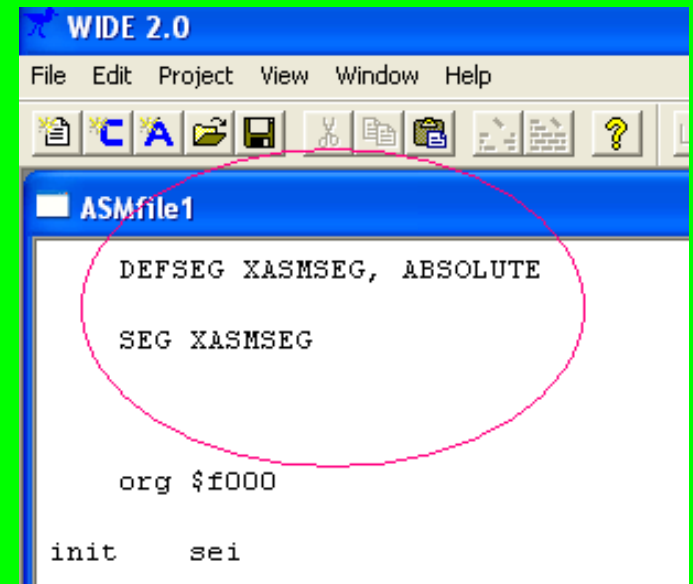 WIDE 2.0
File Edit Project View Window Help
ASMfile1
DEFSEG XASMSEG, ABSOLUTE
SEG XASMSEG
org $f000
init sei